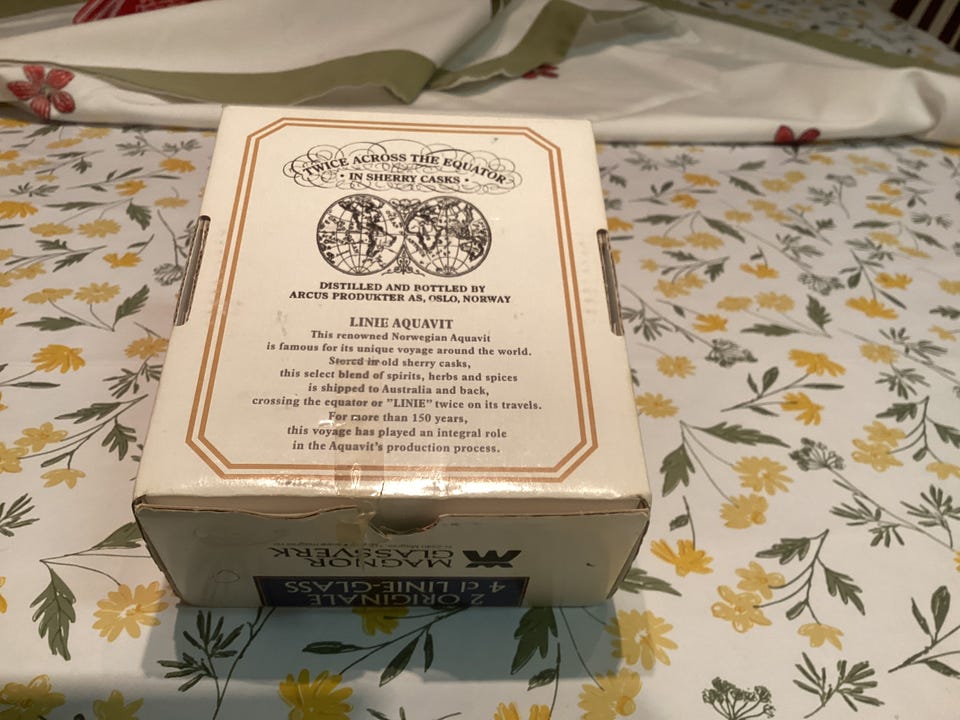 TWICE ACROSS THE EQUATOR
• IN SHERRY CASKS •
DISTILLED AND BOTTLED BY
ARCUS PRODUKTER AS, OSLO, NORWAY
LINIE AQUAVIT
This renowned Norwegian Aquavit
is famous for its unique voyage around the world.
Stored in old sherry casks,
this select blend of spirits, herbs and spices
is shipped to Australia and back,
crossing the equator or "LINIE" twice on its travels.
For more than 150 years,
this voyage has played an integral role
in the Aquavit's production process.
2 ORIGINALE
4 cl LINIE-GLASS
MAGNOR
GLASSVERK